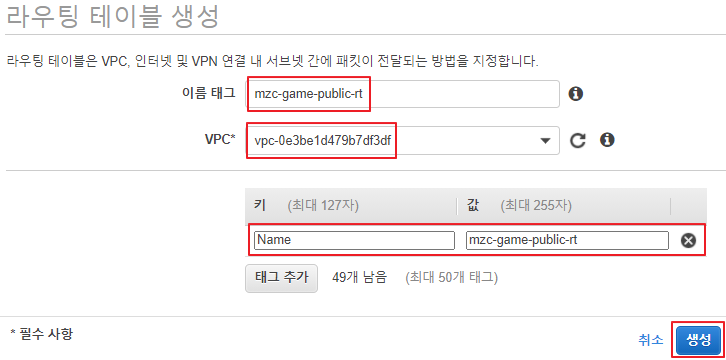 라우팅 테이블 생성
라우팅 테이블은 VPC, 인터넷 및 VPN 연결 내 서브넷 간에 패킷이 전달되는 방법을 지정합니다.
이름 태그 mzc-game-public-rt
VPC* vpc-0e3be1d479b7df3df
키 (최대 127자) 값 (최대 255자)
Name mzc-game-public-rt
태그 추가 49개 남음 (최대 50개 태그)
* 필수 사항 취소 생성